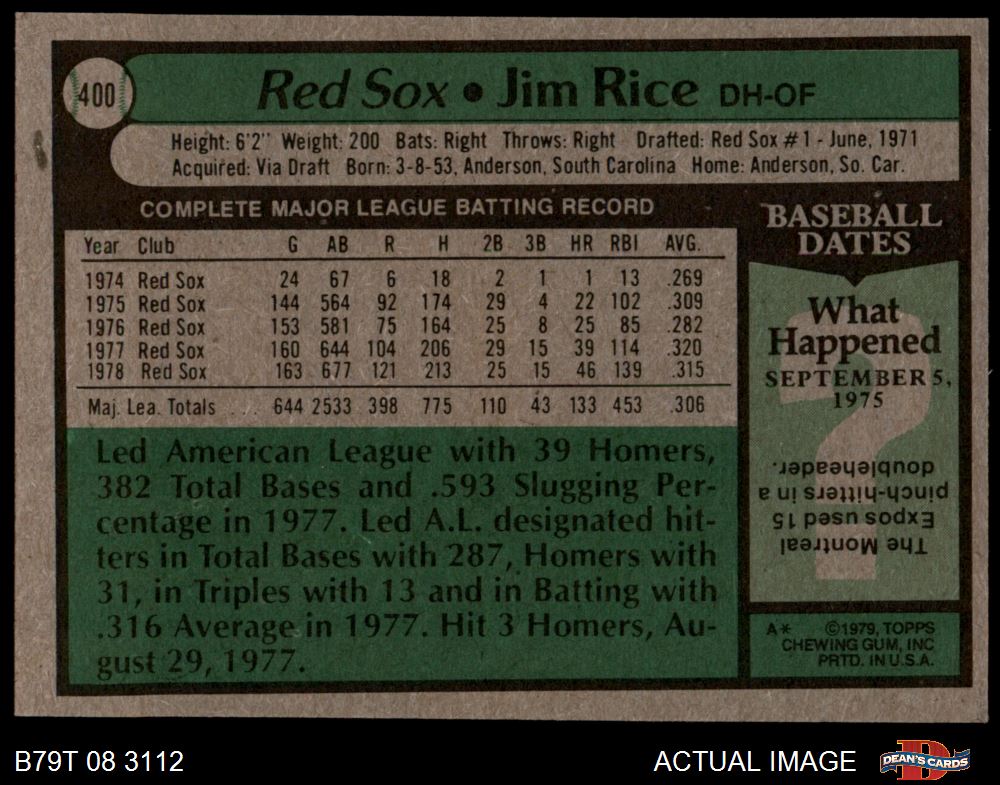 400
Red Sox • Jim Rice DH-OF
Height: 6'2" Weight: 200 Bats: Right Throws: Right Drafted: Red Sox #1 - June, 1971
Acquired: Via Draft Born: 3-8-53, Anderson, South Carolina Home: Anderson, So. Car.
COMPLETE MAJOR LEAGUE BATTING RECORD
Year Club G AB R H 2B 3B HR RBI AVG.
1974 Red Sox 24 67 6 18 2 1 1 13 .269
1975 Red Sox 144 564 92 174 29 4 22 102 .309
1976 Red Sox 153 581 75 164 25 8 25 85 .282
1977 Red Sox 160 644 104 206 29 15 39 114 .320
1978 Red Sox 163 677 121 213 25 15 46 139 .315
Maj. Lea. Totals .... 644 2533 398 775 110 43 133 453 .306
Led American League with 39 Homers,
382 Total Bases and .593 Slugging Per-
centage in 1977. Led A.L. designated hit-
ters in Total Bases with 287, Homers with
31, in Triples with 13 and in Batting with
.316 Average in 1977. Hit 3 Homers, Au-
gust 29, 1977.
BASEBALL
DATES
What
Happened
SEPTEMBER 5,
1975
?
The Montreal
Expos used 15
pinch-hitters in a
doubleheader.
A* ©1979, TOPPS
CHEWING GUM, INC
PRTD. IN U.S.A.
B79T 08 3112
ACTUAL IMAGE
D
DEAN'S CARDS